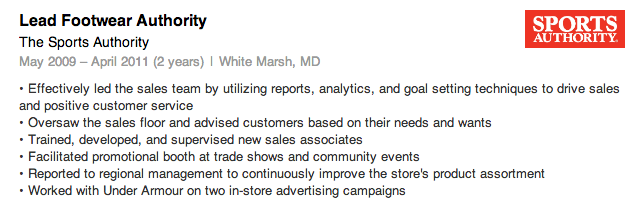 Lead Footwear Authority
SPORTS
AUTHORITY.
The Sports Authority
May 2009 – April 2011 (2 years) | White Marsh, MD
• Effectively led the sales team by utilizing reports, analytics, and goal setting techniques to drive sales
and positive customer service
• Oversaw the sales floor and advised customers based on their needs and wants
• Trained, developed, and supervised new sales associates
• Facilitated promotional booth at trade shows and community events
• Reported to regional management to continuously improve the store's product assortment
• Worked with Under Armour on two in-store advertising campaigns